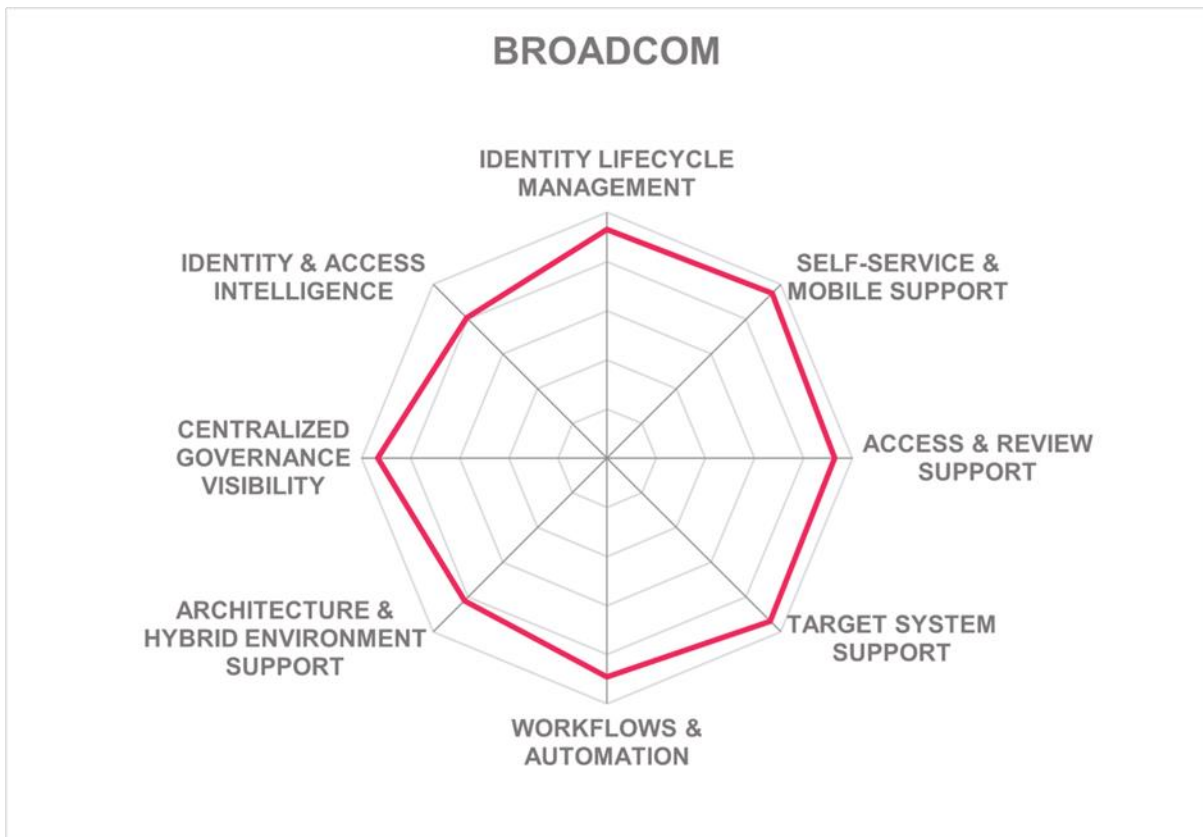 BROADCOM
IDENTITY LIFECYCLE
MANAGEMENT
IDENTITY & ACCESS
INTELLIGENCE
SELF-SERVICE &
MOBILE SUPPORT
CENTRALIZED
GOVERNANCE
VISIBILITY
ACCESS & REVIEW
SUPPORT
ARCHITECTURE &
HYBRID ENVIRONMENT
SUPPORT
TARGET SYSTEM
SUPPORT
WORKFLOWS &
AUTOMATION